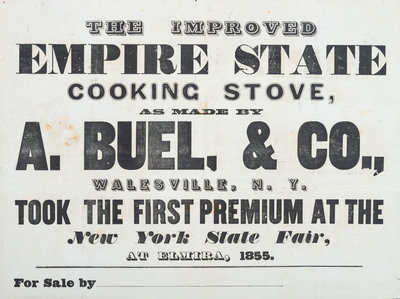 THE IMPROVED
EMPIRE STATE
COOKING STOVE,
AS MADE BY
A. BUEL, & CO.,
WALESVILLE, N. Y.
TOOK THE FIRST PREMIUM AT THE
New York State Fair,
AT ELMIRA, 1855.
For Sale by